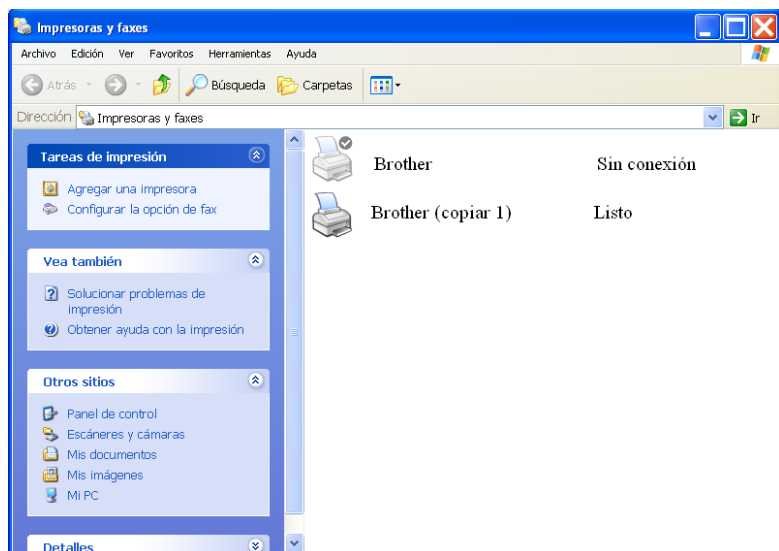 Impresoras y faxes
Archivo Edición Ver Favoritos Herramientas Ayuda
Atrás Búsqueda Carpetas
Dirección Impresoras y faxes Ir
Tareas de impresión
Agregar una impresora
Configurar la opción de fax
Vea también
Solucionar problemas de
impresión
Obtener ayuda con la impresión
Otros sitios
Panel de control
Escáneres y cámaras
Mis documentos
Mis imágenes
Mi PC
Detalles
Brother Sin conexión
Brother (copiar 1) Listo